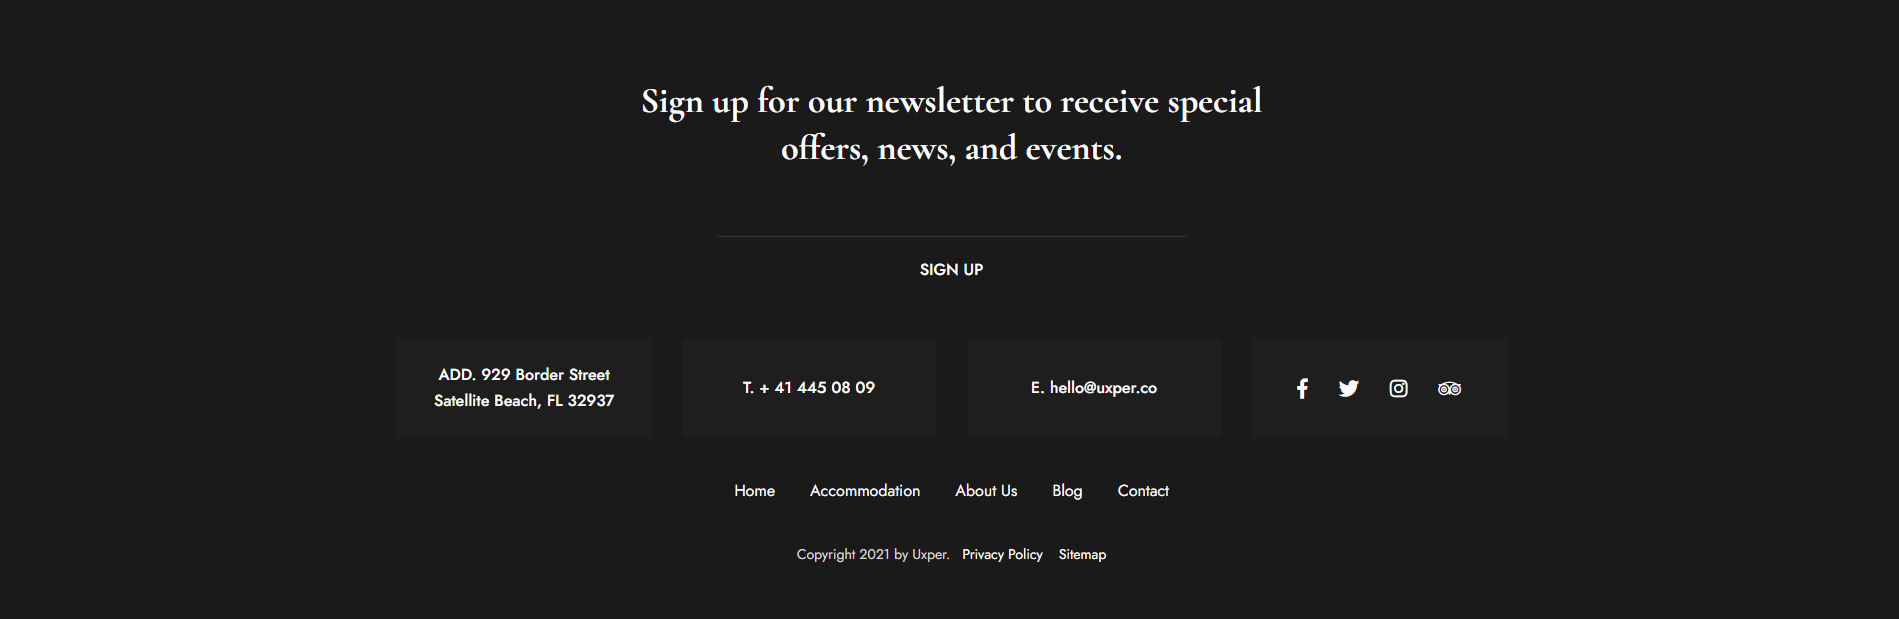 Sign up for our newsletter to receive special
offers, news, and events.
SIGN UP
ADD. 929 Border Street
Satellite Beach, FL 32937
T. + 41 445 08 09
E. hello@uxper.co
Home Accommodation About Us Blog Contact
Copyright 2021 by Uxper. Privacy Policy Sitemap